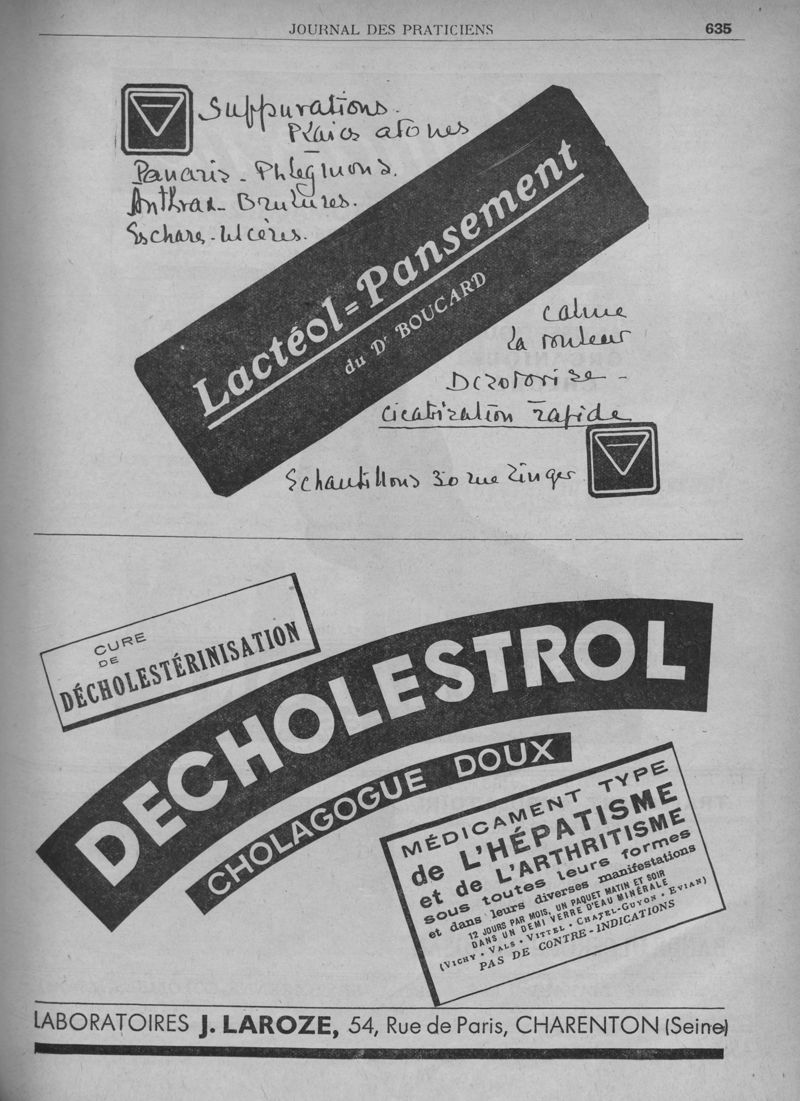 JOURNAL DES PRATICIENS
635
Suppurations.
Plaies atones
Panaris - Phlegmons.
Anthrax - Brulures.
Eschares - Ulcères.
Lactéol=Pansement
du Dr BOUCARD
calme
la douleur
Dezodorise -
cicatrization rapide
Echantillons 30 rue Singer
CURE
DE
DÉCHOLESTÉRINISATION
DECHOLESTROL
CHOLAGOGUE DOUX
MÉDICAMENT TYPE
de L'HÉPATISME
et de L'ARTHRITISME
sous toutes leurs formes
et dans leurs diverses manifestations
12 JOURS PAR MOIS, UN PAQUET MATIN ET SOIR
DANS UN DEMI VERRE D'EAU MINÉRALE
(VICHY • VALS • VITTEL • CHATEL-GUYON • EVIAN)
PAS DE CONTRE-INDICATIONS
LABORATOIRES J. LAROZE, 54, Rue de Paris, CHARENTON (Seine)